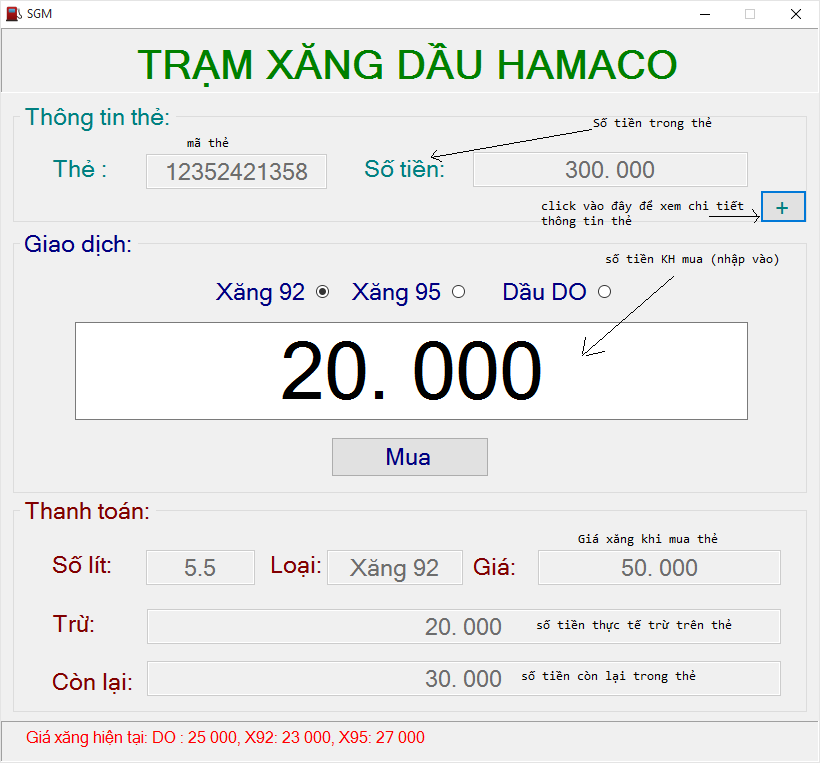 SGM
TRẠM XĂNG DẦU HAMACO
Thông tin thẻ:
Số tiền trong thẻ
mã thẻ
Thẻ :
12352421358
Số tiền:
300. 000
click vào đây để xem chi tiết
thông tin thẻ
+
Giao dịch:
số tiền KH mua (nhập vào)
Xăng 92
Xăng 95
Dầu DO
20. 000
Mua
Thanh toán:
Giá xăng khi mua thẻ
Số lít:
5.5
Loại:
Xăng 92
Giá:
50. 000
Trừ:
20. 000
số tiền thực tế trừ trên thẻ
Còn lại:
30. 000
số tiền còn lại trong thẻ
Giá xăng hiện tại: DO : 25 000, X92: 23 000, X95: 27 000